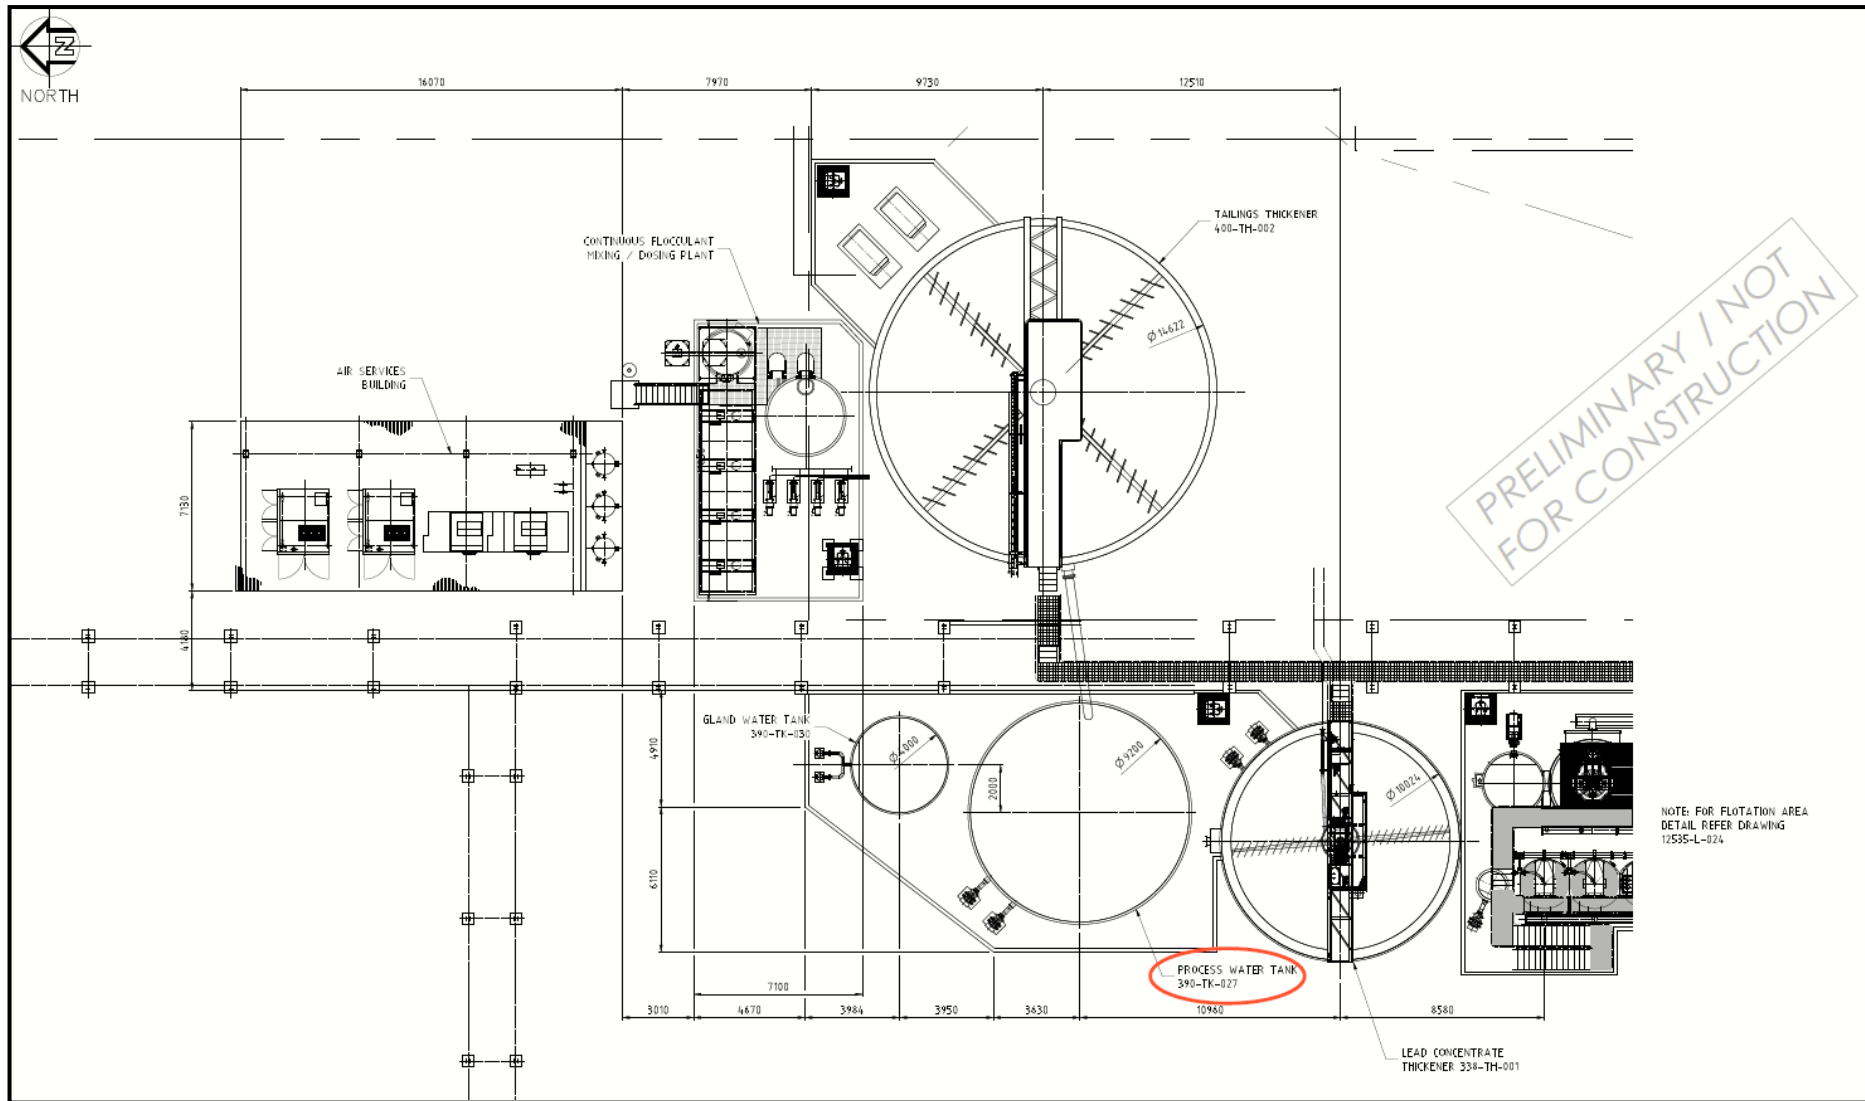 N
NORTH
16070
7970
9730
12510
TAILINGS THICKENER
400-TH-002
CONTINUOUS FLOCCULANT
MIXING / DOSING PLANT
Ø14622
PRELIMINARY / NOT
FOR CONSTRUCTION
AIR SERVICES
BUILDING
7130
4180
GLAND WATER TANK
390-TK-030
Ø4000
Ø9200
4910
2000
Ø10024
NOTE: FOR FLOTATION AREA
DETAIL REFER DRAWING
12535-L-024
6110
PROCESS WATER TANK
390-TK-027
7100
3010
4670
3984
3950
3630
10960
8580
LEAD CONCENTRATE
THICKENER 338-TH-001